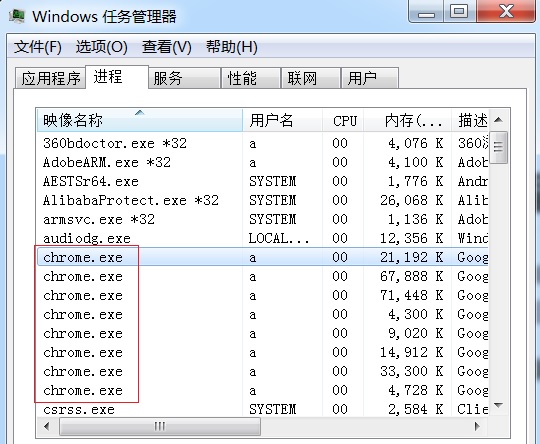 Windows 任务管理器
文件(F) 选项(O) 查看(V) 帮助(H)
应用程序 进程 服务 性能 联网 用户
映像名称 用户名 CPU 内存(... 描述
360bdoctor.exe *32 a 00 4,076 K 360浏
AdobeARM.exe *32 a 00 4,100 K Adob
AESTSr64.exe SYSTEM 00 1,776 K Andr
AlibabaProtect.exe *32 SYSTEM 00 26,068 K Alib
armsvc.exe *32 SYSTEM 00 1,136 K Adob
audiodg.exe LOCAL... 00 12,356 K Wind
chrome.exe a 00 21,192 K Goog
chrome.exe a 00 67,888 K Goog
chrome.exe a 00 71,448 K Goog
chrome.exe a 00 4,300 K Goog
chrome.exe a 00 9,020 K Goog
chrome.exe a 00 14,912 K Goog
chrome.exe a 00 33,300 K Goog
chrome.exe a 00 4,728 K Goog
csrss.exe SYSTEM 00 2,584 K Clie